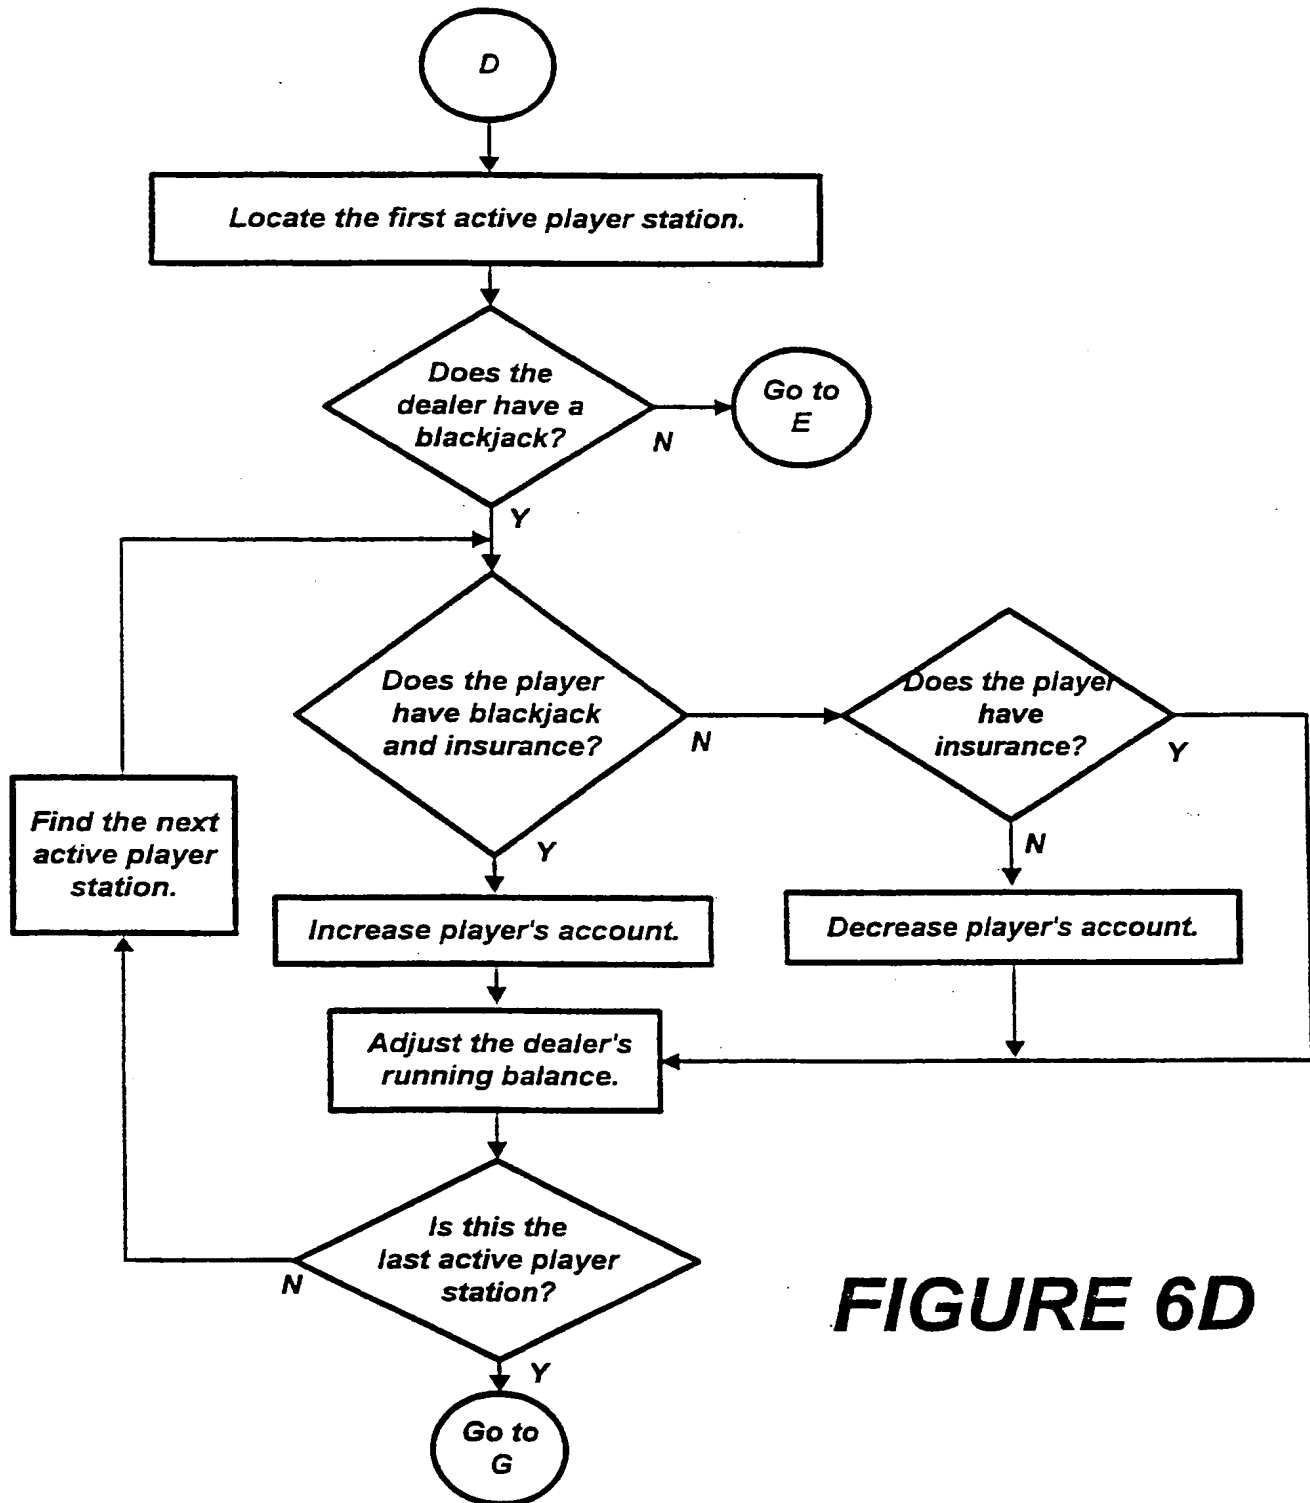 D
Locate the first active player station.
Does the
dealer have a
blackjack?
N
Go to
E
Y
Does the player
have blackjack
and insurance?
N
Does the player
have
insurance?
Y
Find the next
active player
station.
Y
N
Increase player's account.
Decrease player's account.
Adjust the dealer's
running balance.
Is this the
last active player
station?
N
Y
Go to
G
FIGURE 6D